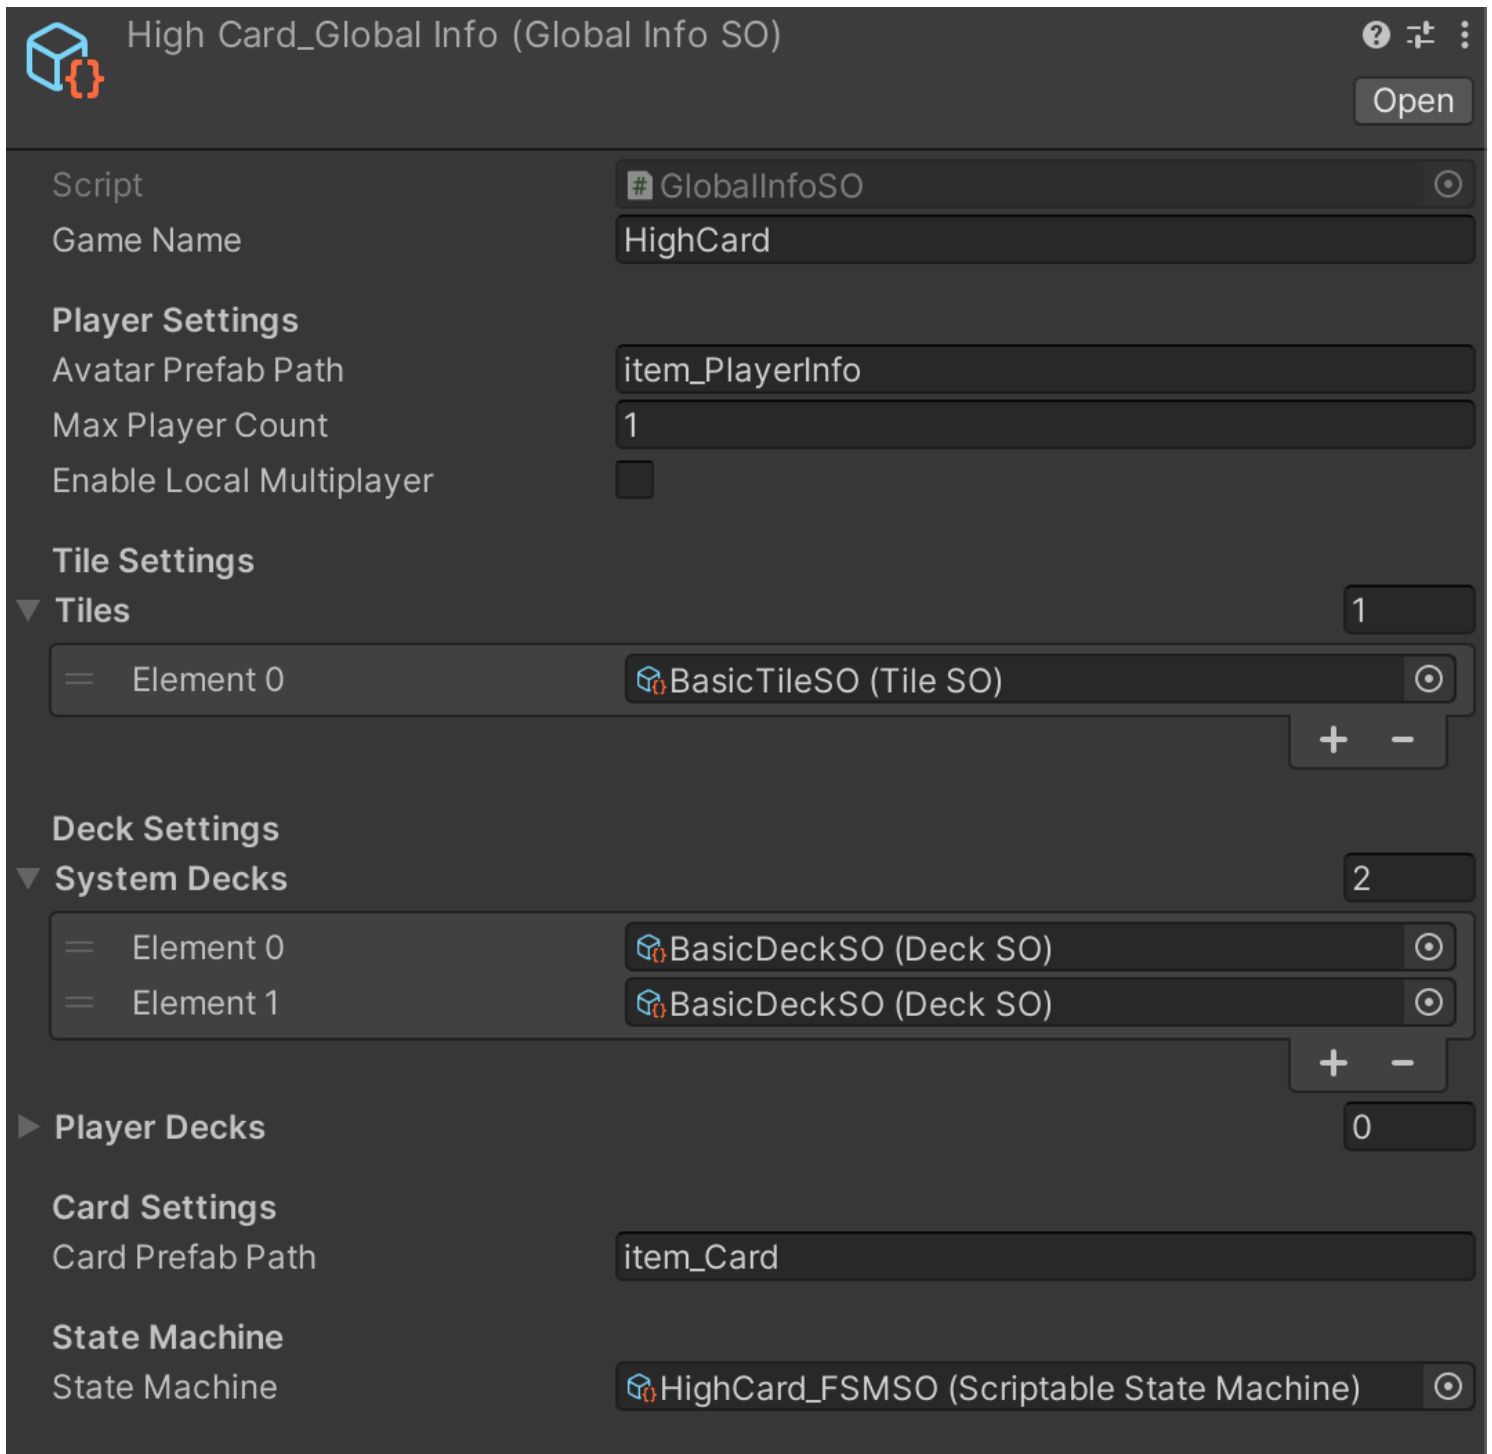 High Card_Global Info (Global Info SO)
Open
Script # GlobalInfoSO
Game Name HighCard
Player Settings
Avatar Prefab Path item_PlayerInfo
Max Player Count 1
Enable Local Multiplayer
Tile Settings
Tiles 1
Element 0 BasicTileSO (Tile SO)
+ -
Deck Settings
System Decks 2
Element 0 BasicDeckSO (Deck SO)
Element 1 BasicDeckSO (Deck SO)
+ -
Player Decks 0
Card Settings
Card Prefab Path item_Card
State Machine
State Machine HighCard_FSMSO (Scriptable State Machine)